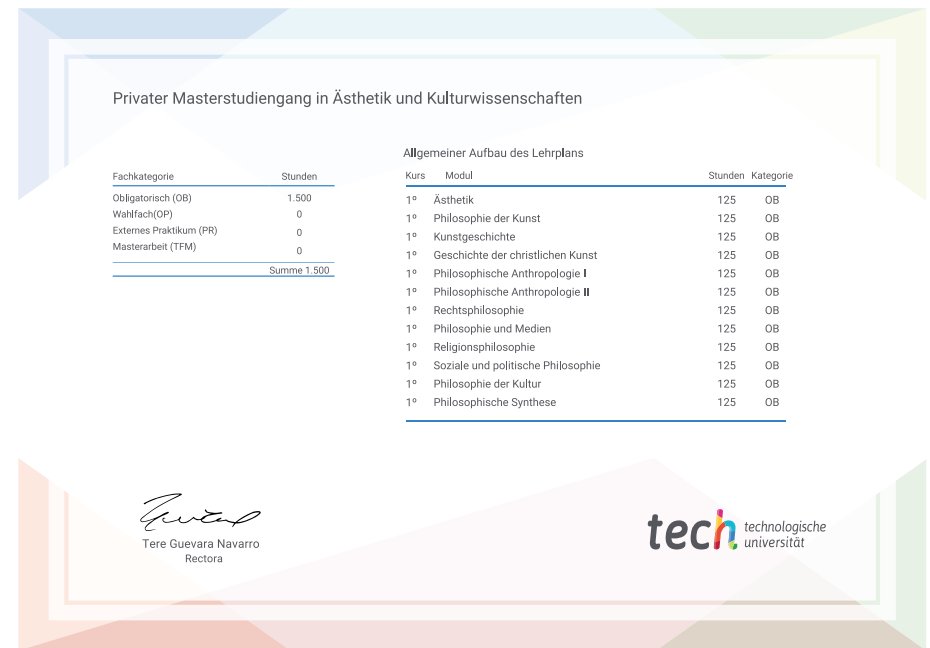 Privater Masterstudiengang in Ästhetik und Kulturwissenschaften
Fachkategorie Stunden
Obligatorisch (OB) 1.500
Wahlfach(OP) 0
Externes Praktikum (PR) 0
Masterarbeit (TFM) 0
Summe 1.500
Allgemeiner Aufbau des Lehrplans
Kurs Modul Stunden Kategorie
1º Ästhetik 125 OB
1º Philosophie der Kunst 125 OB
1º Kunstgeschichte 125 OB
1º Geschichte der christlichen Kunst 125 OB
1º Philosophische Anthropologie I 125 OB
1º Philosophische Anthropologie II 125 OB
1º Rechtsphilosophie 125 OB
1º Philosophie und Medien 125 OB
1º Religionsphilosophie 125 OB
1º Soziale und politische Philosophie 125 OB
1º Philosophie der Kultur 125 OB
1º Philosophische Synthese 125 OB
Tere Guevara Navarro
Rectora
tech technologische
universität